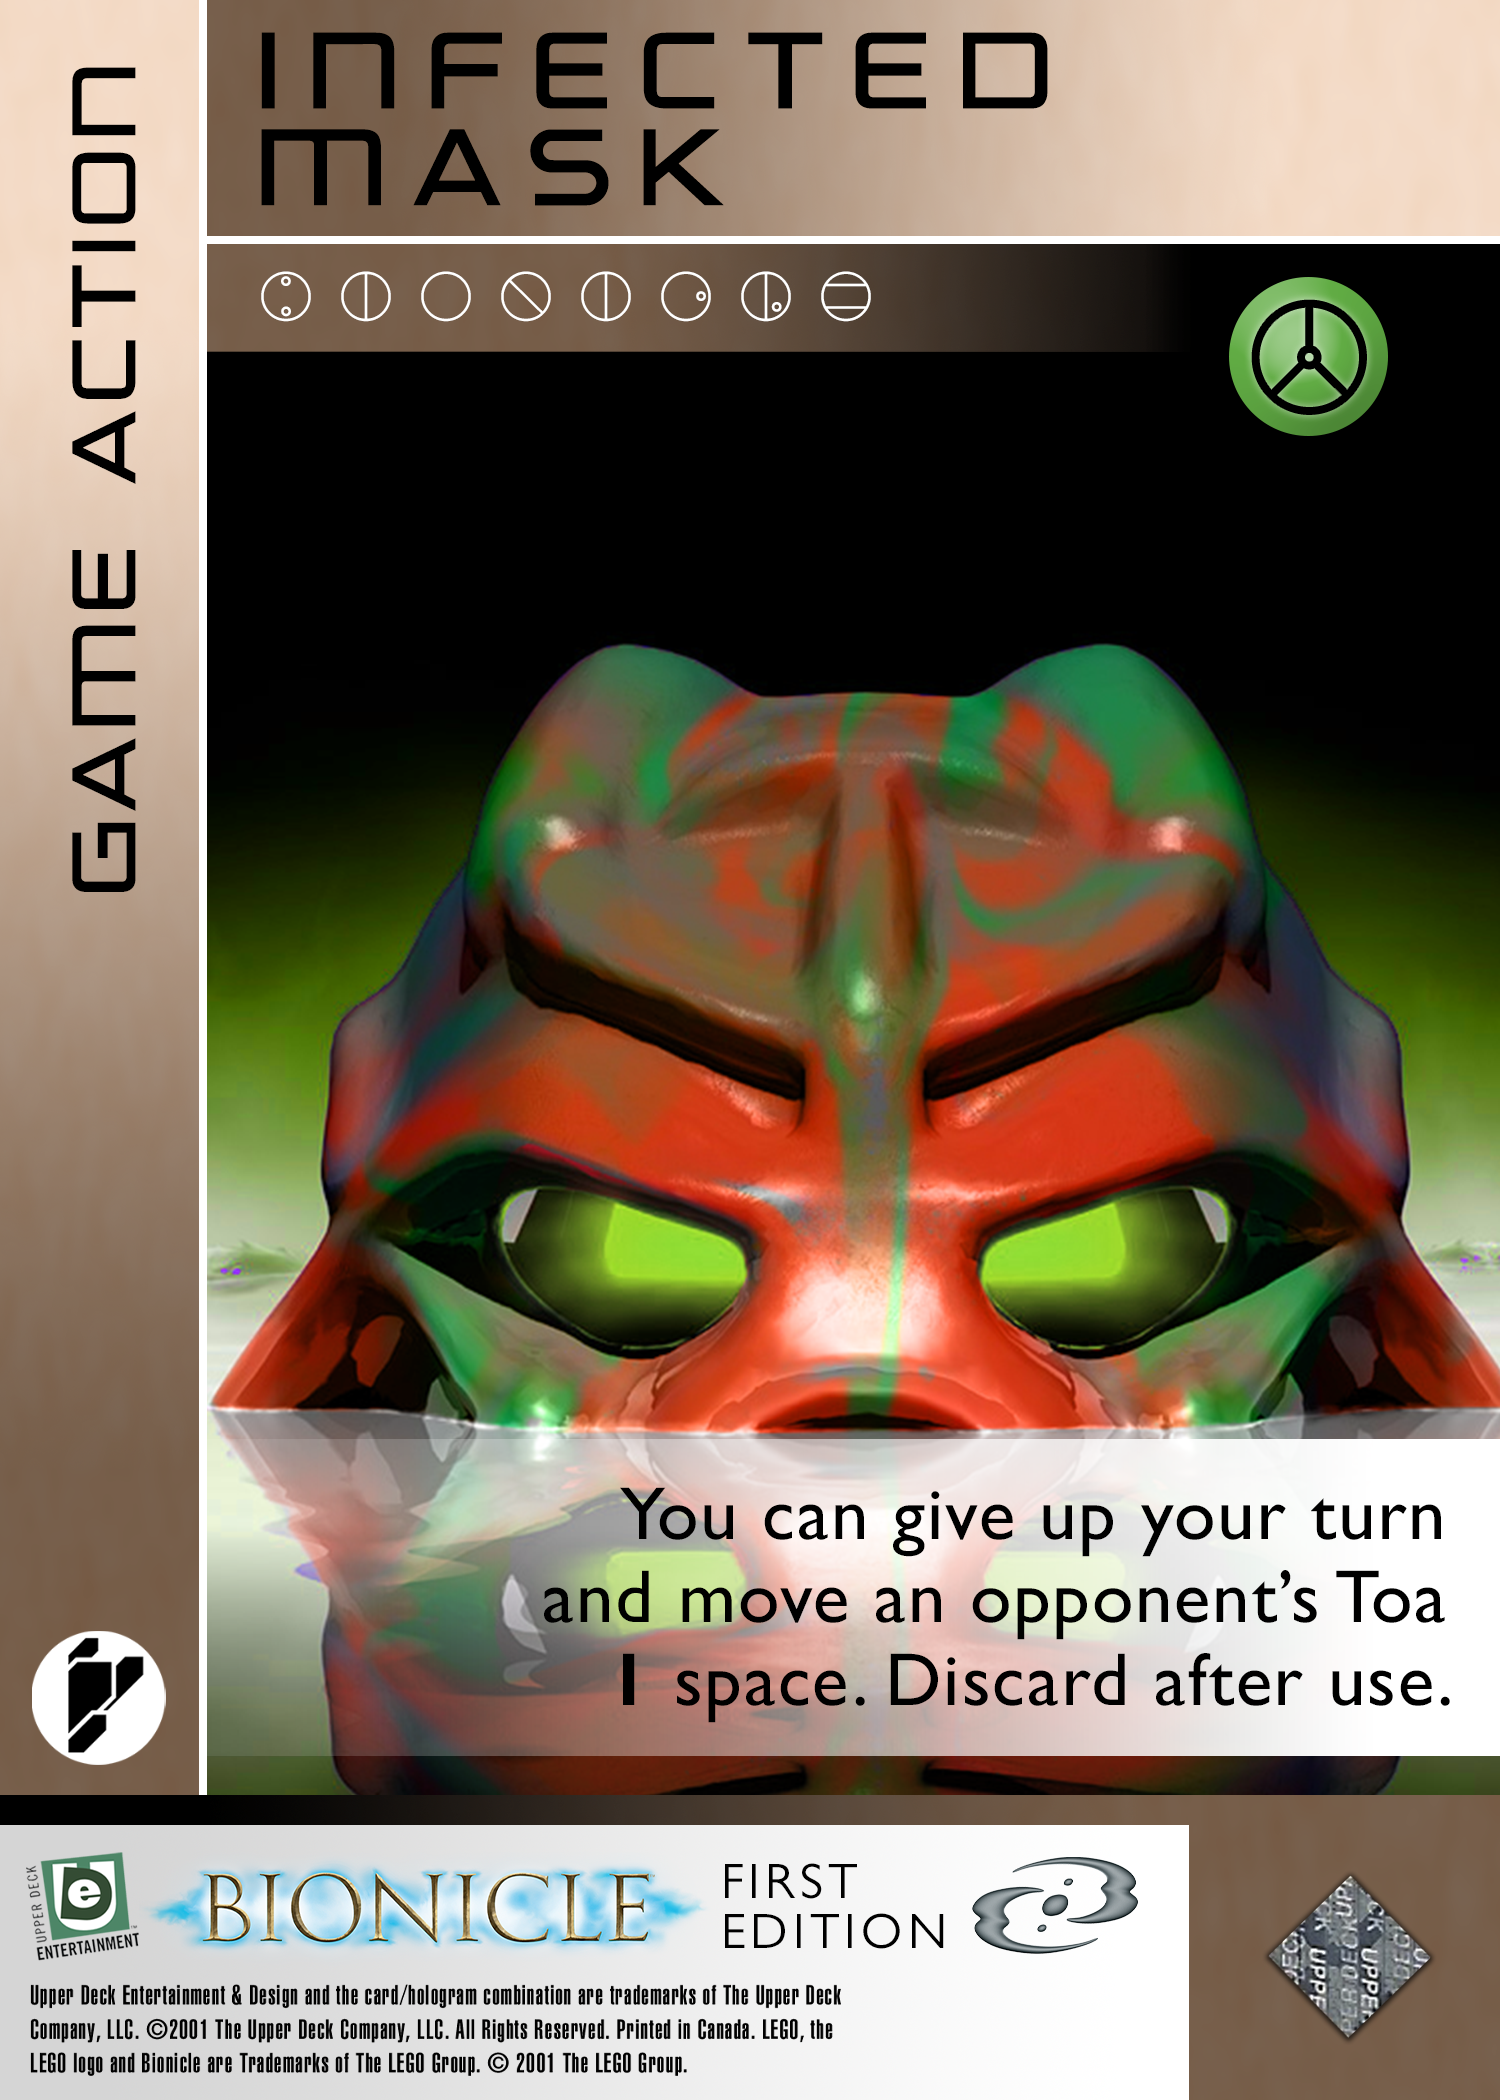 INFECTED
MASK
GAME ACTION
You can give up your turn
and move an opponent's Toa
1 space. Discard after use.
UPPER DECK
e
ENTERTAINMENT
BIONICLE
FIRST
EDITION
Upper Deck Entertainment & Design and the card/hologram combination are trademarks of The Upper Deck
Company, LLC. ©2001 The Upper Deck Company, LLC. All Rights Reserved. Printed in Canada. LEGO, the
LEGO logo and Bionicle are Trademarks of The LEGO Group. © 2001 The LEGO Group.